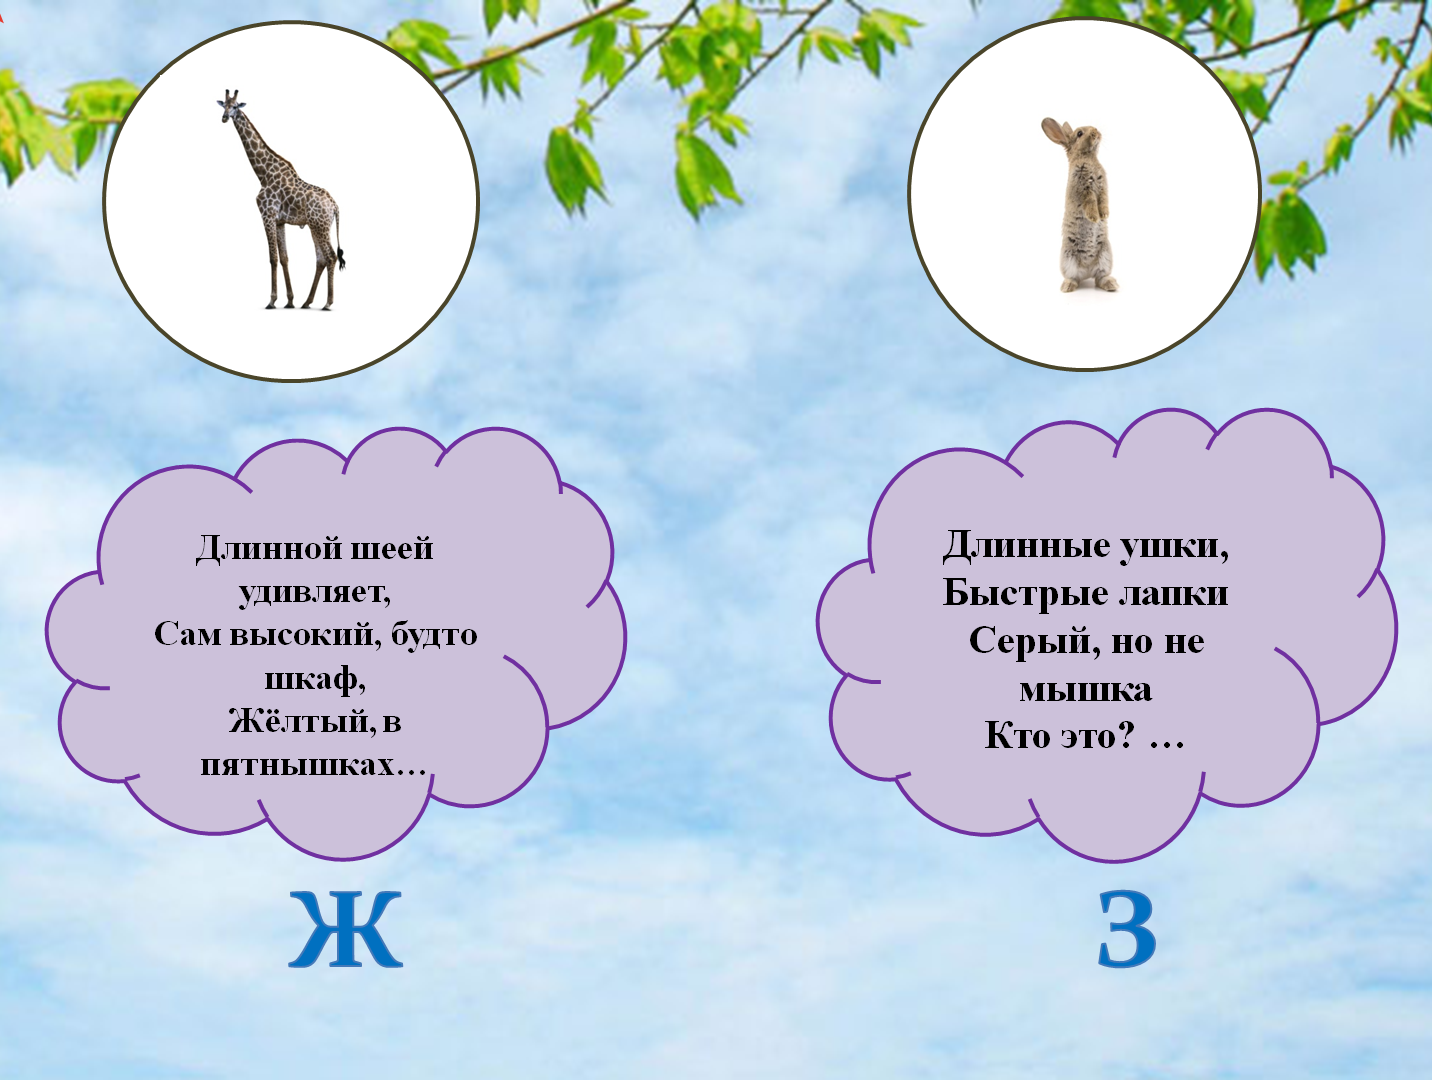 Длинной шеей
удивляет,
Сам высокий, будто
шкаф,
Жёлтый, в
пятнышках…
Ж
Длинные ушки,
Быстрые лапки
Серый, но не
мышка
Кто это? …
З